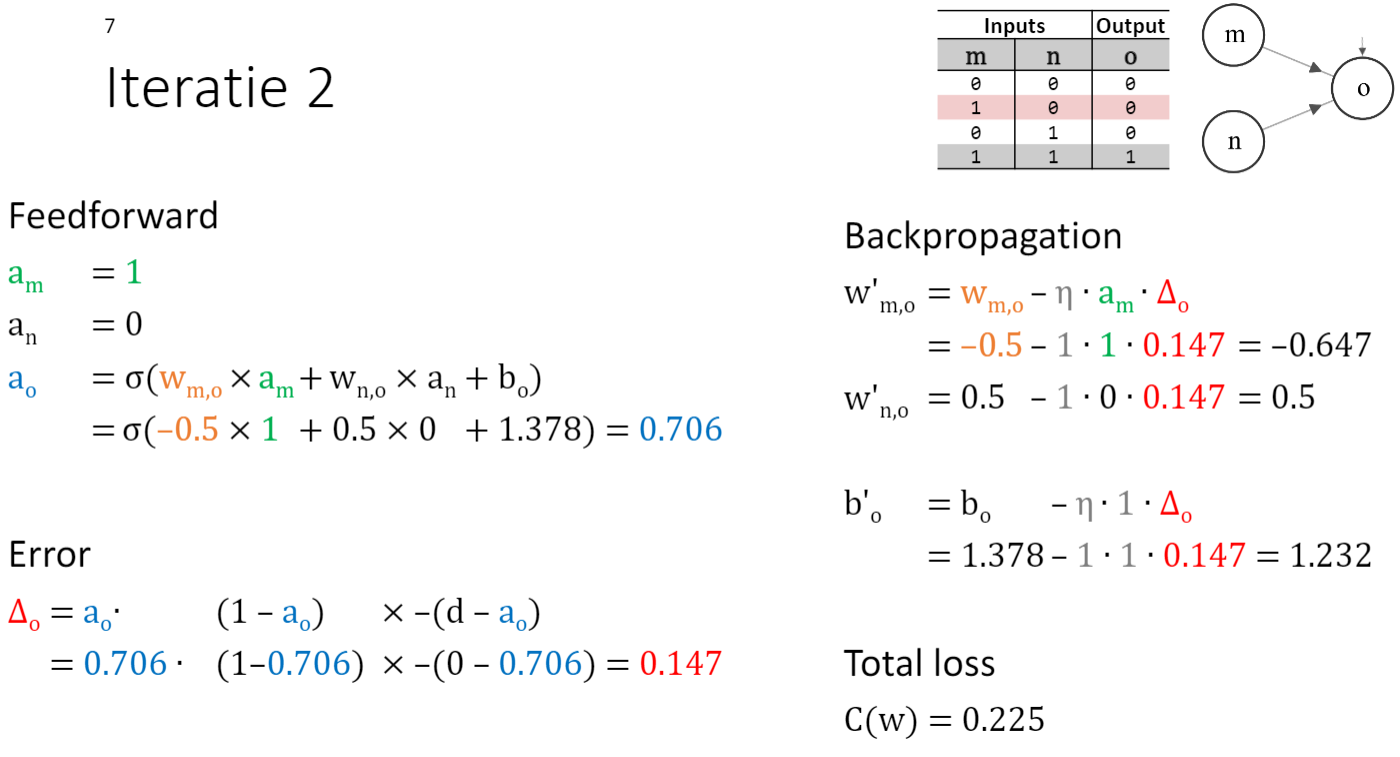 7
Iteratie 2
Inputs Output
m n o
0 0 0
1 0 0
0 1 0
1 1 1
m
n
o
Feedforward
aₘ = 1
aₙ = 0
aₒ = σ(wₘ,ₒ × aₘ + wₙ,ₒ × aₙ + bₒ)
= σ(–0.5 × 1 + 0.5 × 0 + 1.378) = 0.706
Error
Δₒ = aₒ· (1 – aₒ) × –(d – aₒ)
= 0.706 · (1–0.706) × –(0 – 0.706) = 0.147
Backpropagation
w'ₘ,ₒ = wₘ,ₒ – η · aₘ · Δₒ
= –0.5 – 1 · 1 · 0.147 = –0.647
w'ₙ,ₒ = 0.5 – 1 · 0 · 0.147 = 0.5
b'ₒ = bₒ – η · 1 · Δₒ
= 1.378 – 1 · 1 · 0.147 = 1.232
Total loss
C(w) = 0.225